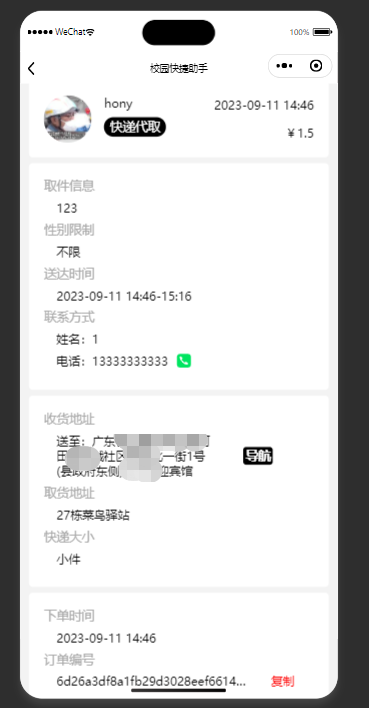 WeChat
100%
校园快捷助手
hony
2023-09-11 14:46
快递代取
￥1.5
取件信息
123
性别限制
不限
送达时间
2023-09-11 14:46-15:16
联系方式
姓名：1
电话：13333333333
收货地址
送至：广东
田 城社区 北一街1号
导航
(县政府东侧 迎宾馆
取货地址
27栋菜鸟驿站
快递大小
小件
下单时间
2023-09-11 14:46
订单编号
6d26a3df8a1fb29d3028eef6614...
复制